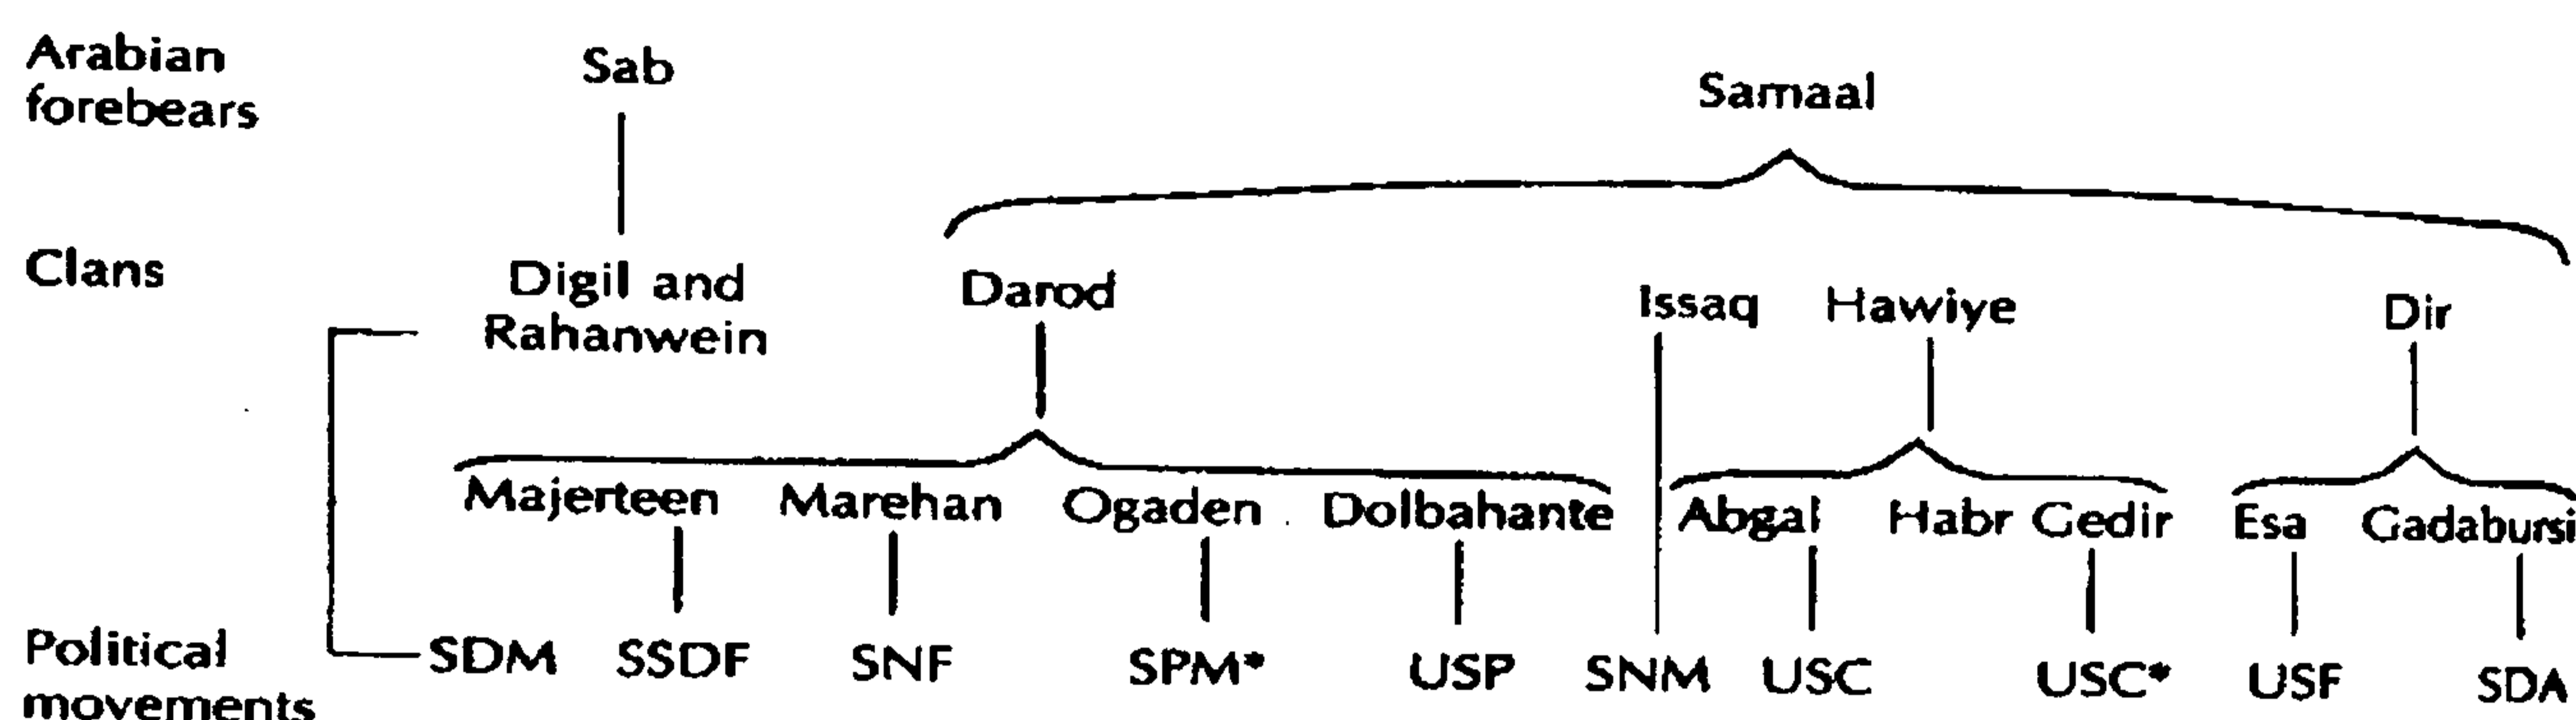 Arabian
forebears
Sab
Samaal
Clans
Digil and
Rahanwein
Darod
Issaq
Hawiye
Dir
Majerteen
Marehan
Ogaden
Dolbahante
Abgal
Habr Gedir
Esa
Gadabursi
Political
movements
SDM
SSDF
SNF
SPM*
USP
SNM
USC
USC*
USF
SDA